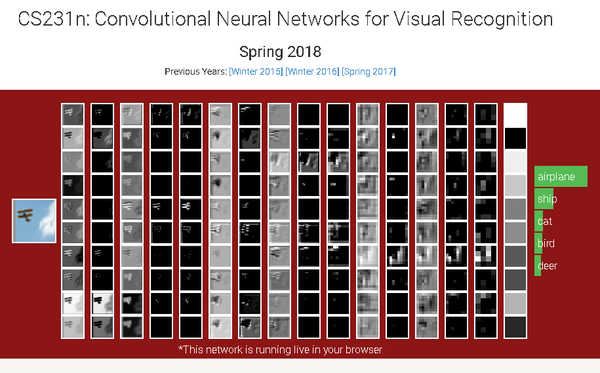 CS231n: Convolutional Neural Networks for Visual Recognition
Spring 2018
Previous Years: [Winter 2015] [Winter 2016] [Spring 2017]
airplane
ship
cat
bird
deer
*This network is running live in your browser